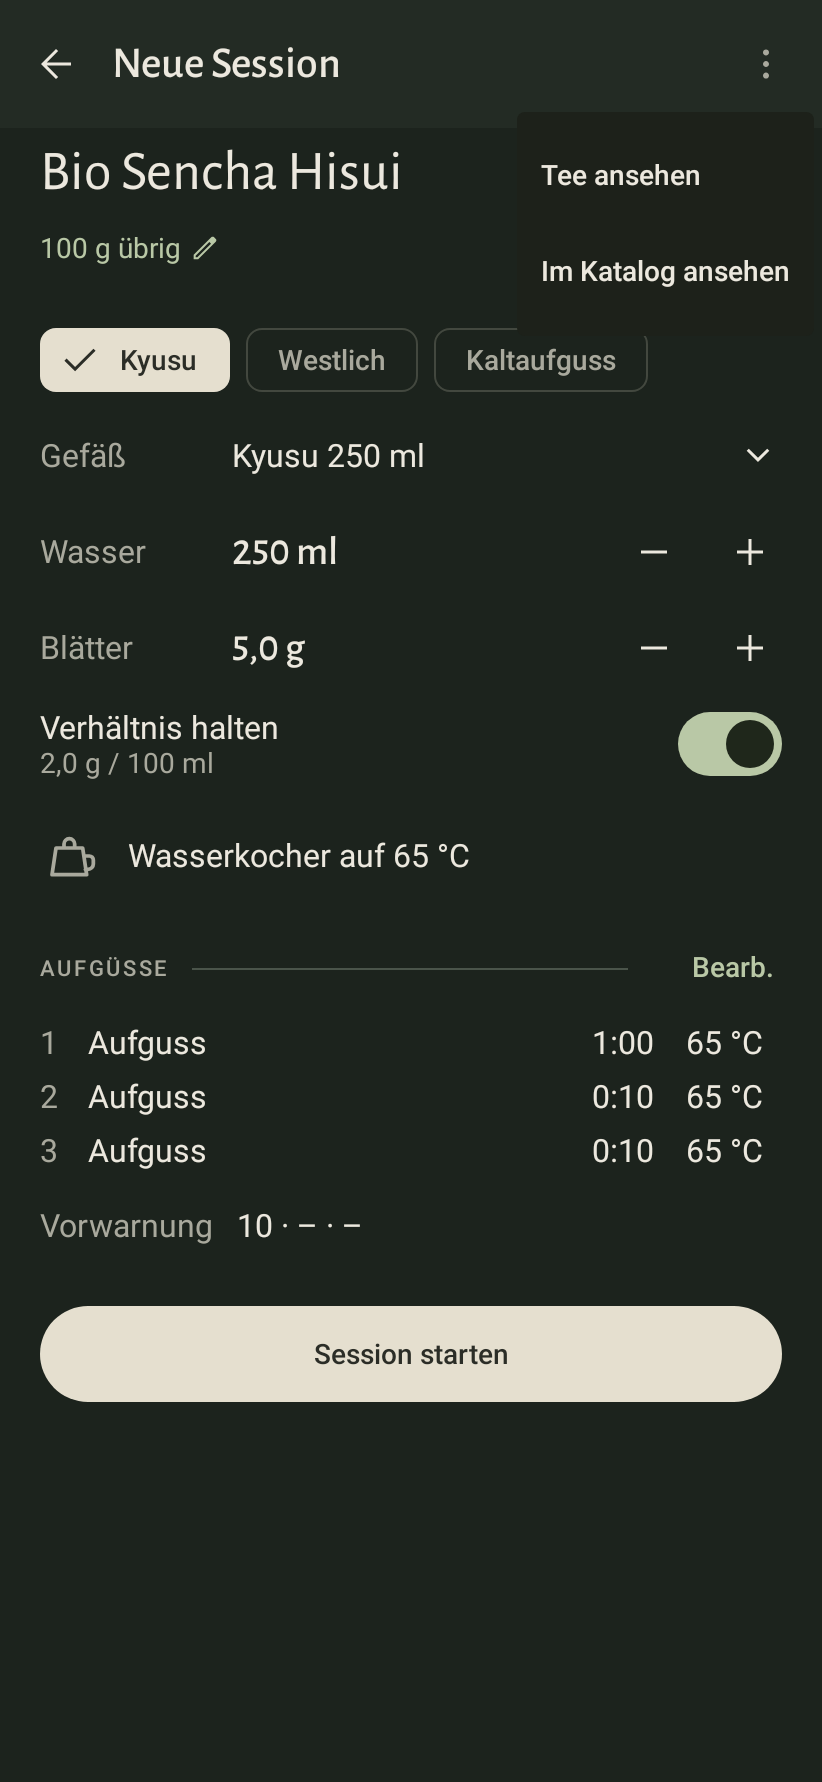 Neue Session
Tee ansehen
Im Katalog ansehen
Bio Sencha Hisui
100 g übrig
Kyusu
Westlich
Kaltaufguss
Gefäß Kyusu 250 ml
Wasser 250 ml
Blätter 5,0 g
Verhältnis halten
2,0 g / 100 ml
Wasserkocher auf 65 °C
AUFGÜSSE Bearb.
1 Aufguss 1:00 65 °C
2 Aufguss 0:10 65 °C
3 Aufguss 0:10 65 °C
Vorwarnung 10 · – · –
Session starten